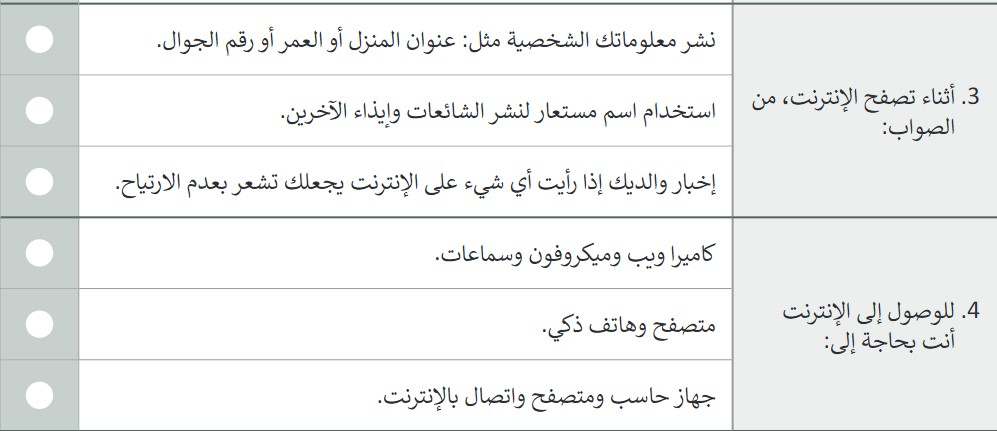 3. أثناء تصفح الإنترنت، من
الصواب:
نشر معلوماتك الشخصية مثل: عنوان المنزل أو العمر أو رقم الجوال.
استخدام اسم مستعار لنشر الشائعات وإيذاء الآخرين.
إخبار والديك إذا رأيت أي شيء على الإنترنت يجعلك تشعر بعدم الارتياح.
4. للوصول إلى الإنترنت
أنت بحاجة إلى:
كاميرا ويب وميكروفون وسماعات.
متصفح وهاتف ذكي.
جهاز حاسب ومتصفح واتصال بالإنترنت.